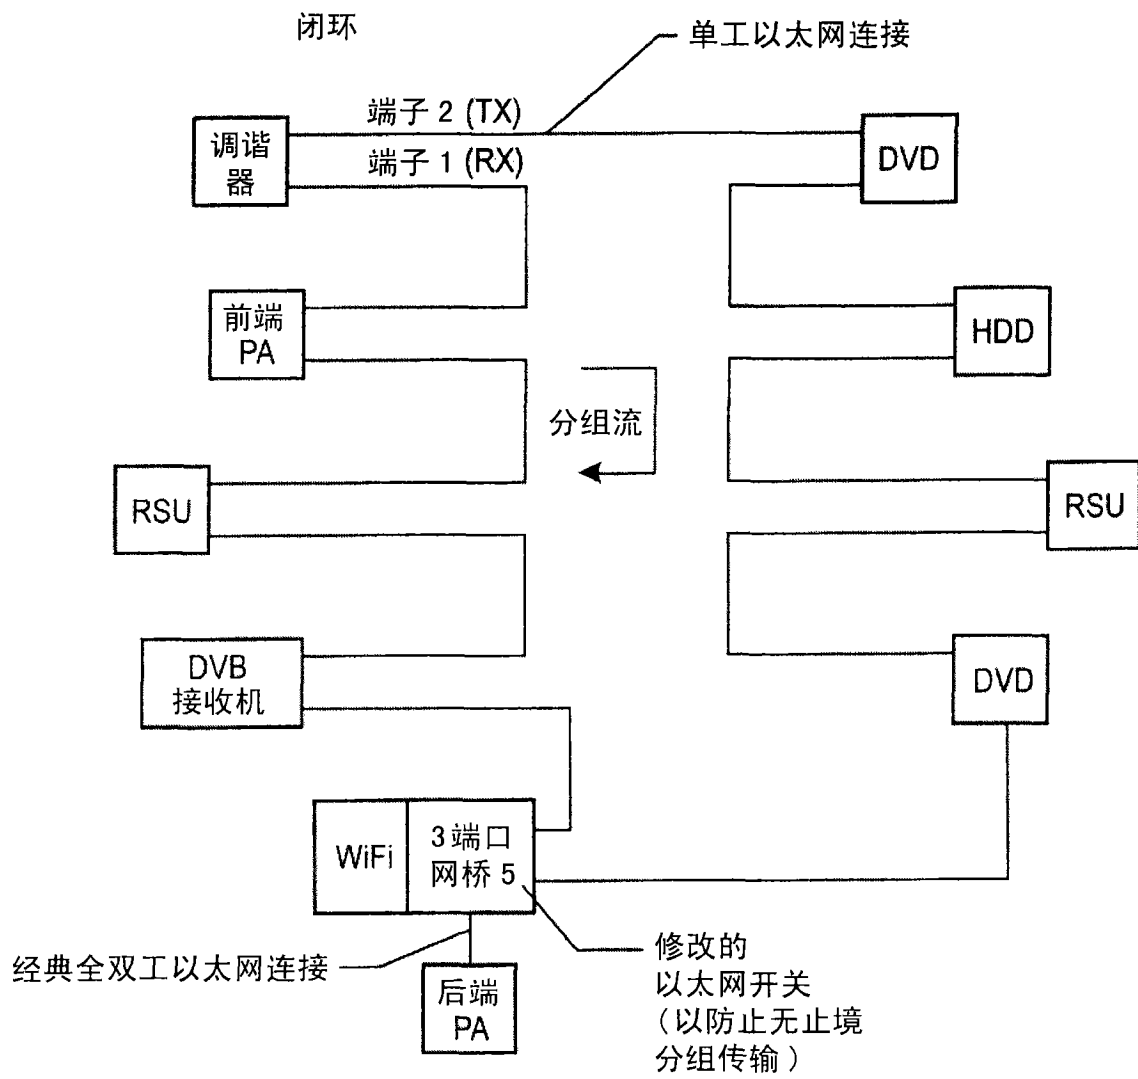 闭环
单工以太网连接
端子 2 (TX)
调谐
器
端子 1 (RX)
DVD
前端
PA
HDD
分组流
RSU
RSU
DVB
接收机
DVD
WiFi
3 端口
网桥 5
经典全双工以太网连接
修改的
以太网开关
(以防止无止境
分组传输)
后端
PA